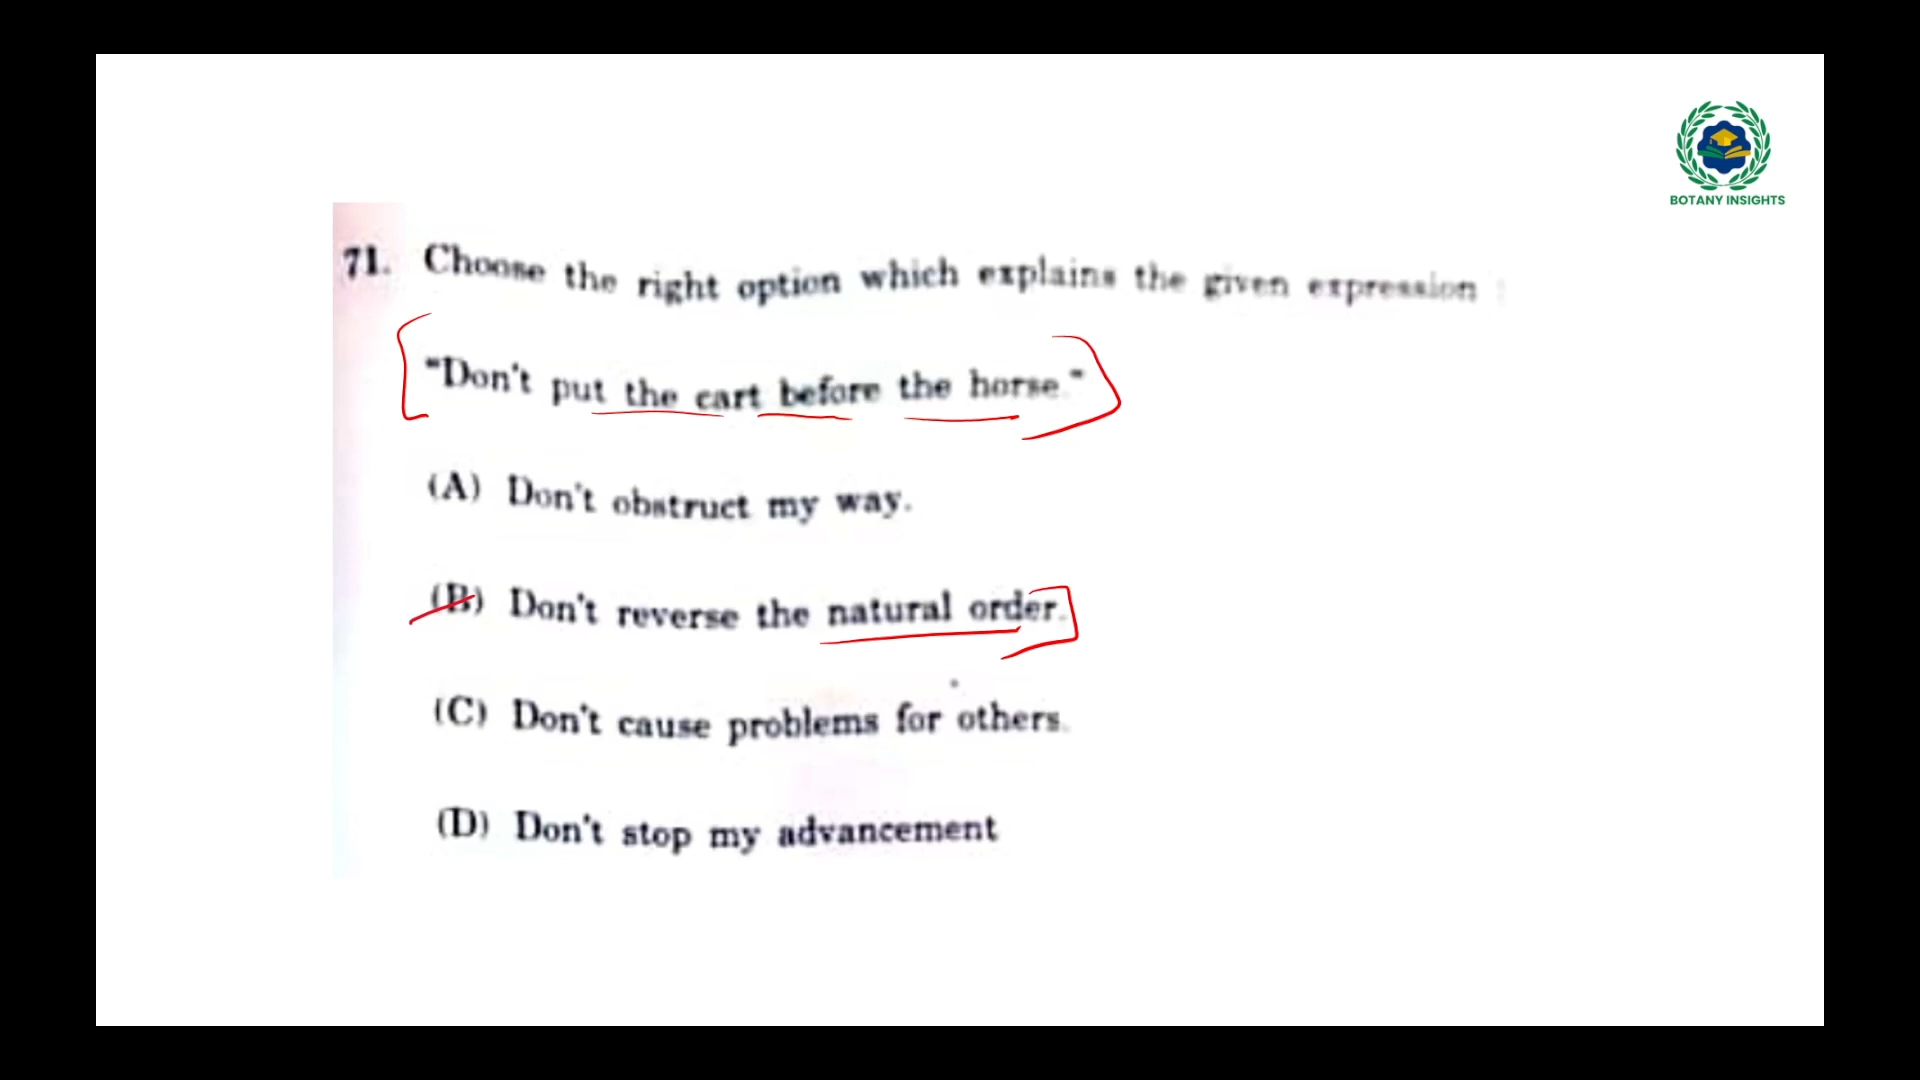 BOTANY INSIGHTS
71. Choose the right option which explains the given expression :
"Don't put the cart before the horse."
(A) Don't obstruct my way.
(B) Don't reverse the natural order.
(C) Don't cause problems for others.
(D) Don't stop my advancement